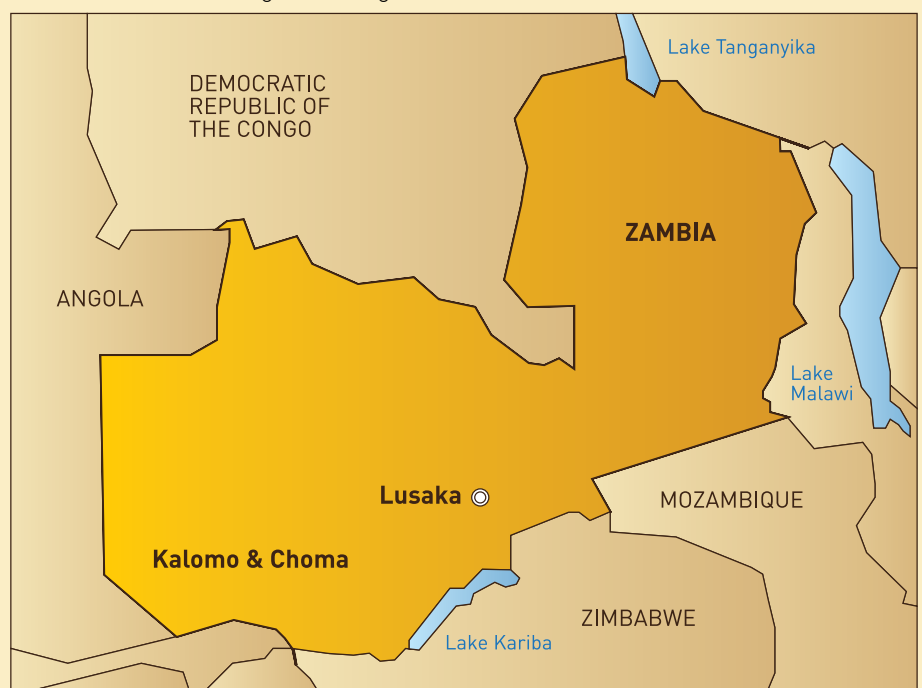 Lake Tanganyika
DEMOCRATIC
REPUBLIC OF
THE CONGO
ZAMBIA
ANGOLA
Lake
Malawi
Lusaka
MOZAMBIQUE
Kalomo & Choma
ZIMBABWE
Lake Kariba